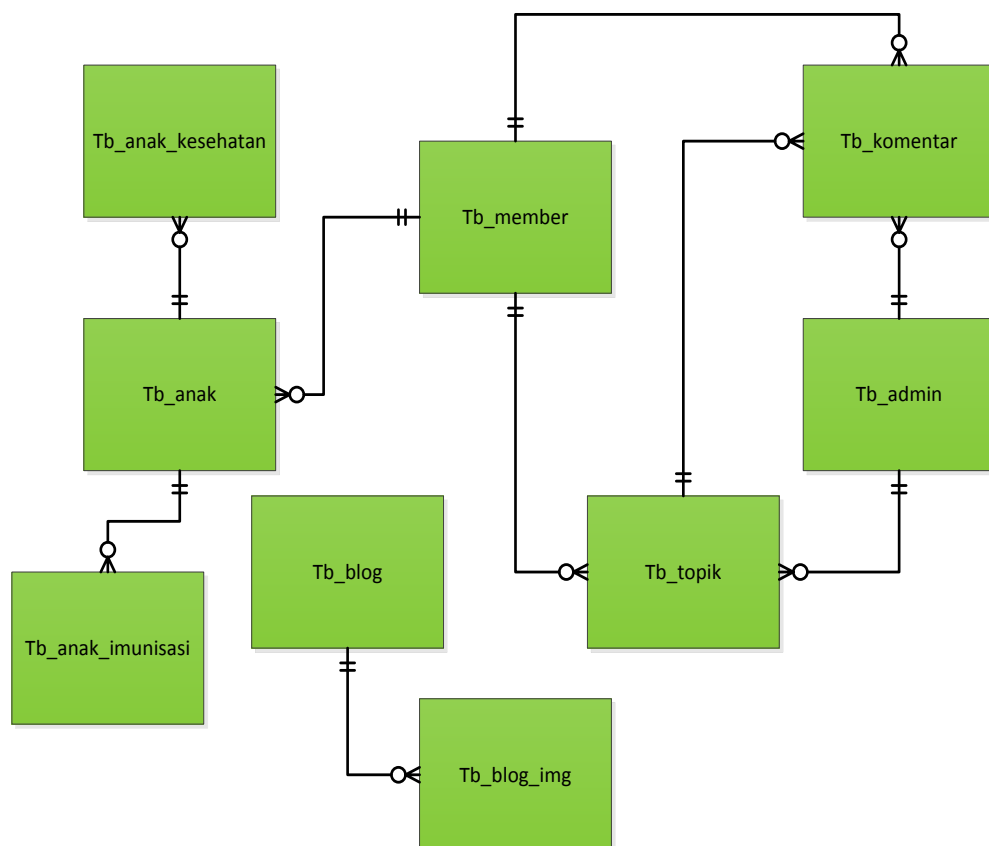 Tb_anak_kesehatan
Tb_komentar
Tb_member
Tb_anak
Tb_admin
Tb_blog
Tb_topik
Tb_anak_imunisasi
Tb_blog_img